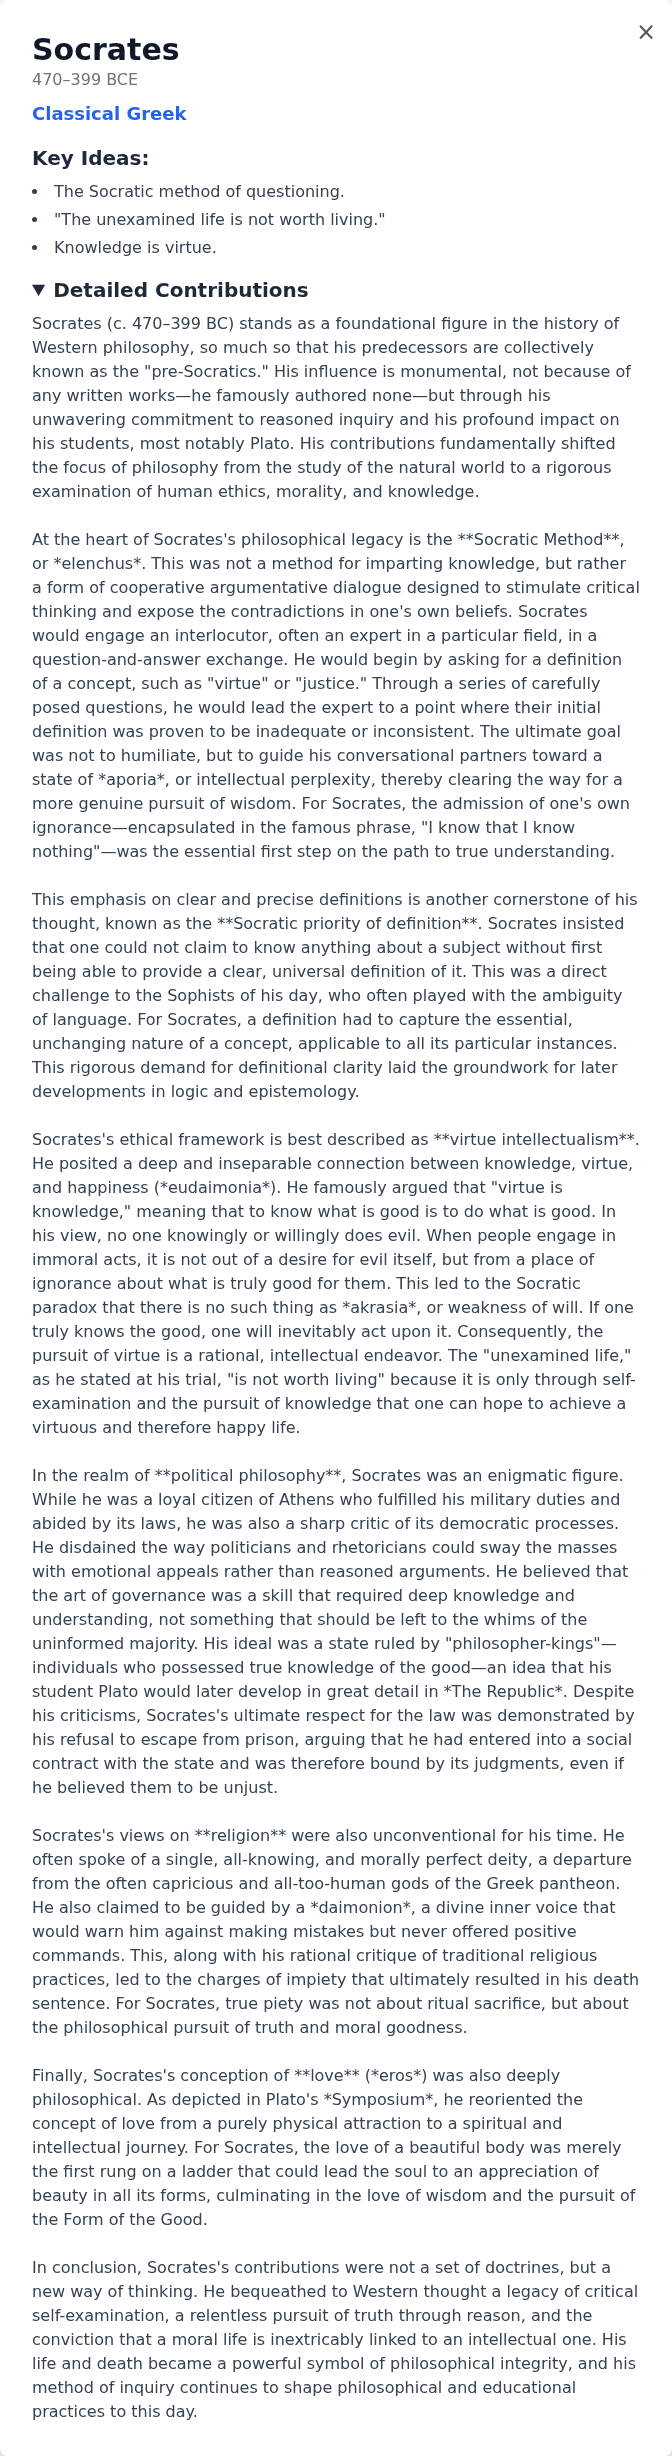 Socrates
470–399 BCE
Classical Greek
Key Ideas:
• The Socratic method of questioning.
• "The unexamined life is not worth living."
• Knowledge is virtue.
▼ Detailed Contributions
Socrates (c. 470–399 BC) stands as a foundational figure in the history of
Western philosophy, so much so that his predecessors are collectively
known as the "pre-Socratics." His influence is monumental, not because of
any written works—he famously authored none—but through his
unwavering commitment to reasoned inquiry and his profound impact on
his students, most notably Plato. His contributions fundamentally shifted
the focus of philosophy from the study of the natural world to a rigorous
examination of human ethics, morality, and knowledge.
At the heart of Socrates's philosophical legacy is the **Socratic Method**,
or *elenchus*. This was not a method for imparting knowledge, but rather
a form of cooperative argumentative dialogue designed to stimulate critical
thinking and expose the contradictions in one's own beliefs. Socrates
would engage an interlocutor, often an expert in a particular field, in a
question-and-answer exchange. He would begin by asking for a definition
of a concept, such as "virtue" or "justice." Through a series of carefully
posed questions, he would lead the expert to a point where their initial
definition was proven to be inadequate or inconsistent. The ultimate goal
was not to humiliate, but to guide his conversational partners toward a
state of *aporia*, or intellectual perplexity, thereby clearing the way for a
more genuine pursuit of wisdom. For Socrates, the admission of one's own
ignorance—encapsulated in the famous phrase, "I know that I know
nothing"—was the essential first step on the path to true understanding.
This emphasis on clear and precise definitions is another cornerstone of his
thought, known as the **Socratic priority of definition**. Socrates insisted
that one could not claim to know anything about a subject without first
being able to provide a clear, universal definition of it. This was a direct
challenge to the Sophists of his day, who often played with the ambiguity
of language. For Socrates, a definition had to capture the essential,
unchanging nature of a concept, applicable to all its particular instances.
This rigorous demand for definitional clarity laid the groundwork for later
developments in logic and epistemology.
Socrates's ethical framework is best described as **virtue intellectualism**.
He posited a deep and inseparable connection between knowledge, virtue,
and happiness (*eudaimonia*). He famously argued that "virtue is
knowledge," meaning that to know what is good is to do what is good. In
his view, no one knowingly or willingly does evil. When people engage in
immoral acts, it is not out of a desire for evil itself, but from a place of
ignorance about what is truly good for them. This led to the Socratic
paradox that there is no such thing as *akrasia*, or weakness of will. If one
truly knows the good, one will inevitably act upon it. Consequently, the
pursuit of virtue is a rational, intellectual endeavor. The "unexamined life,"
as he stated at his trial, "is not worth living" because it is only through self-
examination and the pursuit of knowledge that one can hope to achieve a
virtuous and therefore happy life.
In the realm of **political philosophy**, Socrates was an enigmatic figure.
While he was a loyal citizen of Athens who fulfilled his military duties and
abided by its laws, he was also a sharp critic of its democratic processes.
He disdained the way politicians and rhetoricians could sway the masses
with emotional appeals rather than reasoned arguments. He believed that
the art of governance was a skill that required deep knowledge and
understanding, not something that should be left to the whims of the
uninformed majority. His ideal was a state ruled by "philosopher-kings"—
individuals who possessed true knowledge of the good—an idea that his
student Plato would later develop in great detail in *The Republic*. Despite
his criticisms, Socrates's ultimate respect for the law was demonstrated by
his refusal to escape from prison, arguing that he had entered into a social
contract with the state and was therefore bound by its judgments, even if
he believed them to be unjust.
Socrates's views on **religion** were also unconventional for his time. He
often spoke of a single, all-knowing, and morally perfect deity, a departure
from the often capricious and all-too-human gods of the Greek pantheon.
He also claimed to be guided by a *daimonion*, a divine inner voice that
would warn him against making mistakes but never offered positive
commands. This, along with his rational critique of traditional religious
practices, led to the charges of impiety that ultimately resulted in his death
sentence. For Socrates, true piety was not about ritual sacrifice, but about
the philosophical pursuit of truth and moral goodness.
Finally, Socrates's conception of **love** (*eros*) was also deeply
philosophical. As depicted in Plato's *Symposium*, he reoriented the
concept of love from a purely physical attraction to a spiritual and
intellectual journey. For Socrates, the love of a beautiful body was merely
the first rung on a ladder that could lead the soul to an appreciation of
beauty in all its forms, culminating in the love of wisdom and the pursuit of
the Form of the Good.
In conclusion, Socrates's contributions were not a set of doctrines, but a
new way of thinking. He bequeathed to Western thought a legacy of critical
self-examination, a relentless pursuit of truth through reason, and the
conviction that a moral life is inextricably linked to an intellectual one. His
life and death became a powerful symbol of philosophical integrity, and his
method of inquiry continues to shape philosophical and educational
practices to this day.